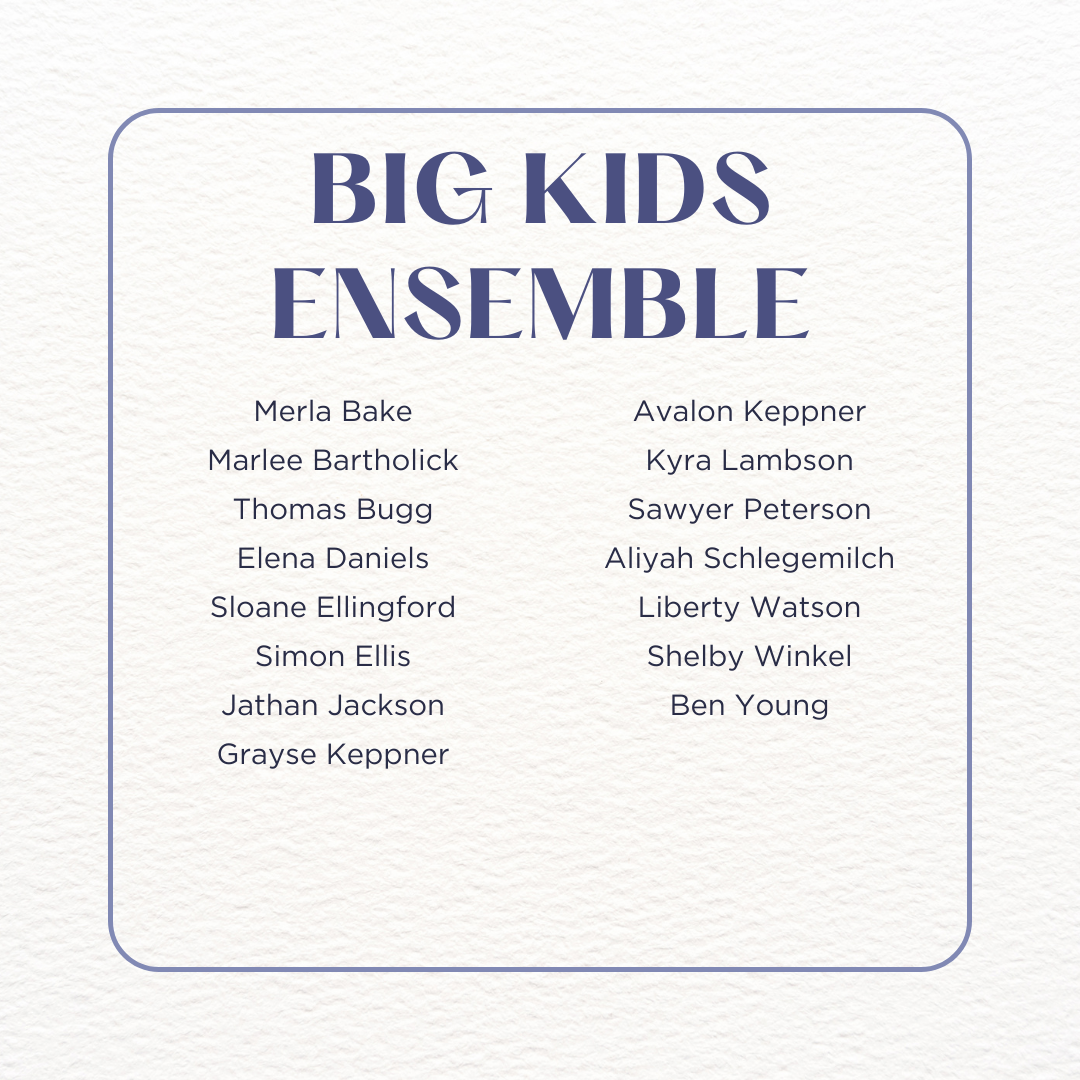 BIG KIDS
ENSEMBLE
Merla Bake
Marlee Bartholick
Thomas Bugg
Elena Daniels
Sloane Ellingford
Simon Ellis
Jathan Jackson
Grayse Keppner
Avalon Keppner
Kyra Lambson
Sawyer Peterson
Aliyah Schlegemilch
Liberty Watson
Shelby Winkel
Ben Young